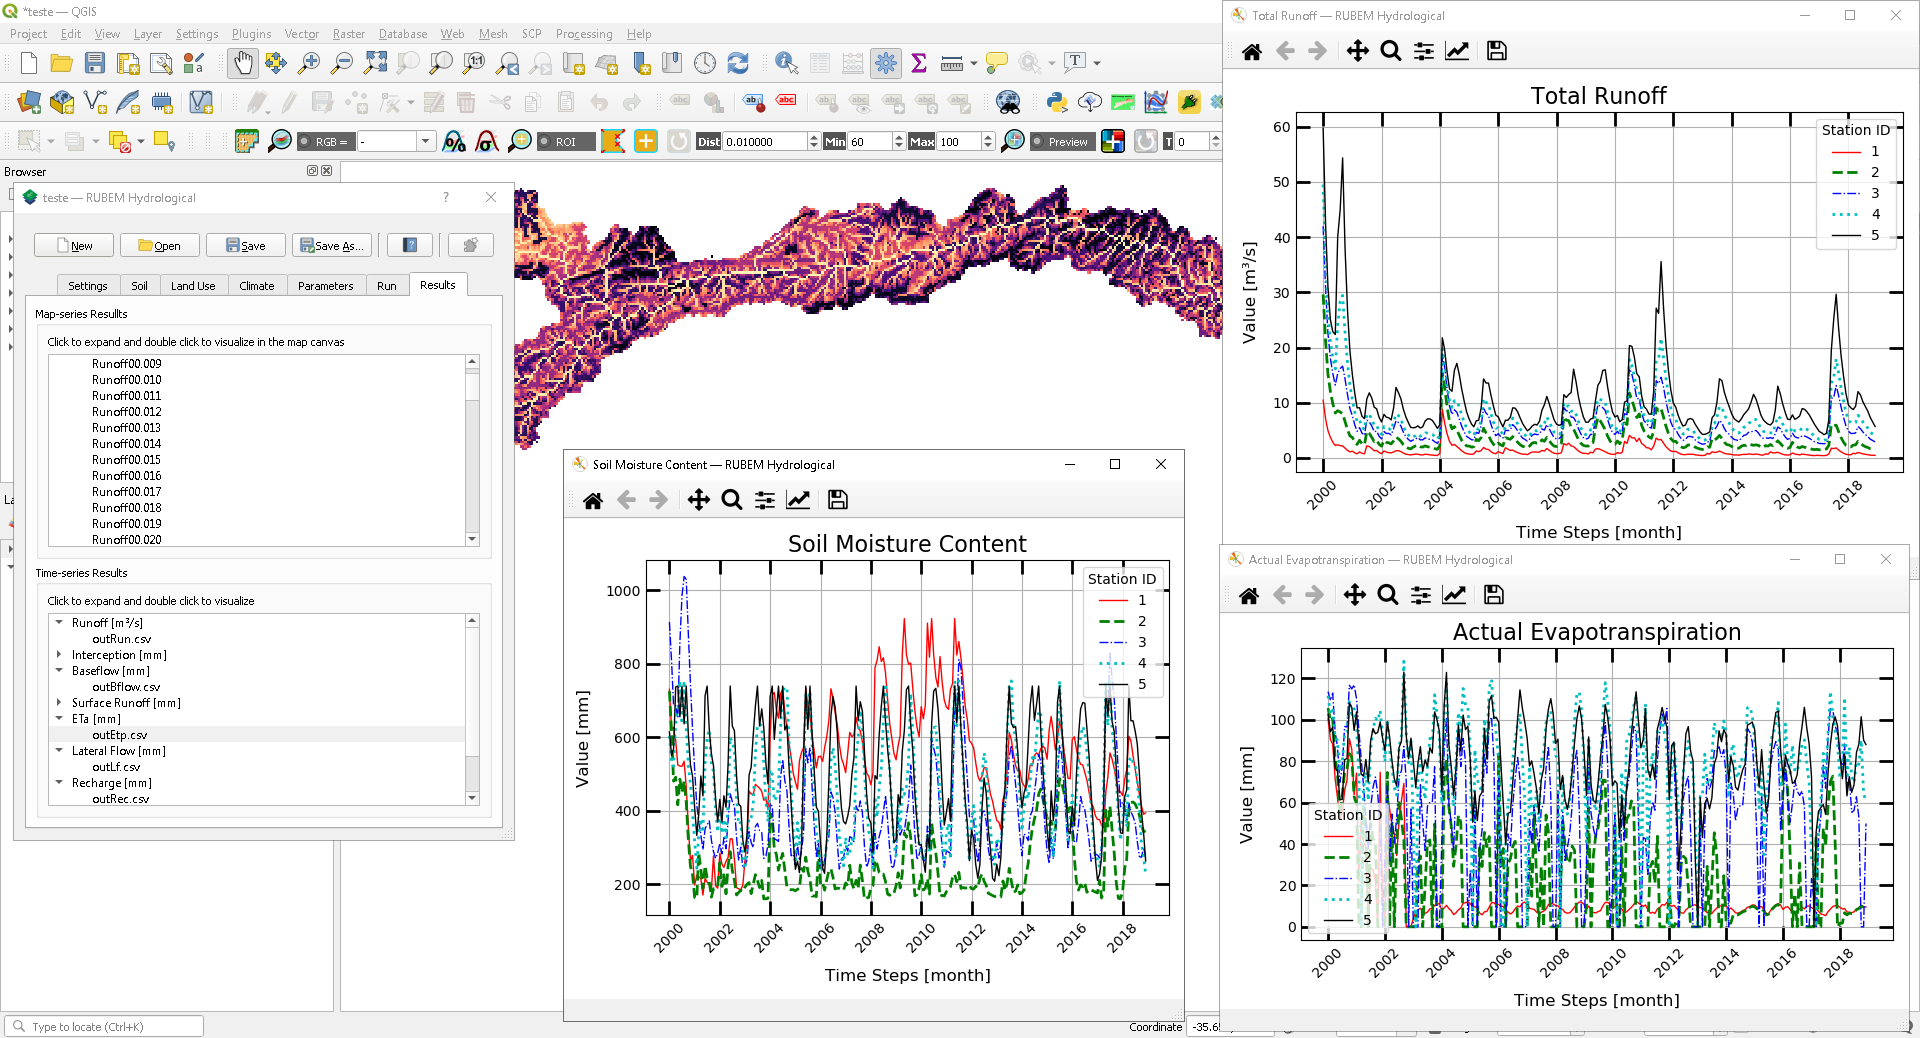 *teste — QGIS
Project Edit View Layer Settings Plugins Vector Raster Database Web Mesh SCP Processing Help
RGB = - ROI Dist 0.010000 Min 60 Max 100 Preview T 0
Browser
teste — RUBEM Hydrological
New Open Save Save As...
Settings Soil Land Use Climate Parameters Run Results
Map-series Resullts
Click to expand and double click to visualize in the map canvas
Runoff00.009
Runoff00.010
Runoff00.011
Runoff00.012
Runoff00.013
Runoff00.014
Runoff00.015
Runoff00.016
Runoff00.017
Runoff00.018
Runoff00.019
Runoff00.020
Time-series Results
Click to expand and double click to visualize
Runoff [m³/s]
outRun.csv
Interception [mm]
Baseflow [mm]
outBflow.csv
Surface Runoff [mm]
ETa [mm]
outEtp.csv
Lateral Flow [mm]
outLf.csv
Recharge [mm]
outRec.csv
Type to locate (Ctrl+K)
Coordinate -35.6
Soil Moisture Content — RUBEM Hydrological
Soil Moisture Content
Value [mm]
1000
800
600
400
200
Station ID
1
2
3
4
5
2000 2002 2004 2006 2008 2010 2012 2014 2016 2018
Time Steps [month]
Total Runoff — RUBEM Hydrological
Total Runoff
Value [m³/s]
60
50
40
30
20
10
0
Station ID
1
2
3
4
5
2000 2002 2004 2006 2008 2010 2012 2014 2016 2018
Time Steps [month]
Actual Evapotranspiration — RUBEM Hydrological
Actual Evapotranspiration
Value [mm]
120
100
80
60
40
20
0
Station ID
1
2
3
4
5
2000 2002 2004 2006 2008 2010 2012 2014 2016 2018
Time Steps [month]